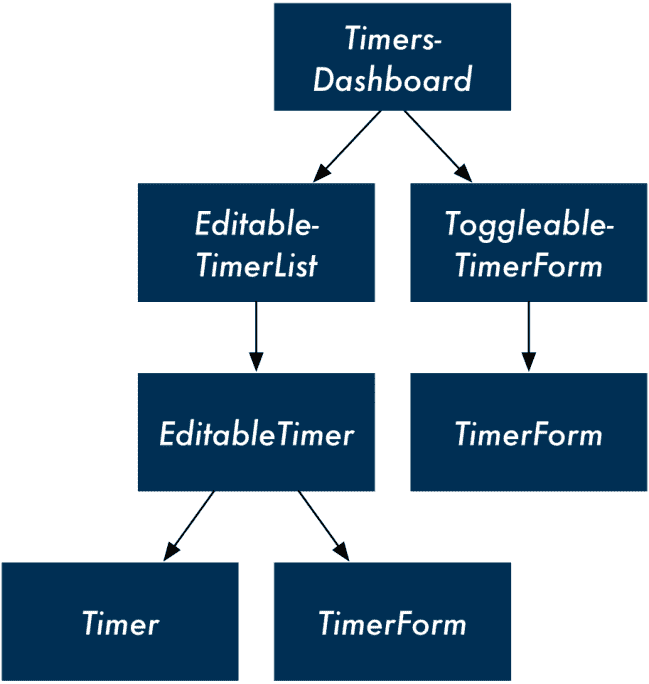 Timers-
Dashboard
Editable-
TimerList
Toggleable-
TimerForm
EditableTimer
TimerForm
Timer
TimerForm